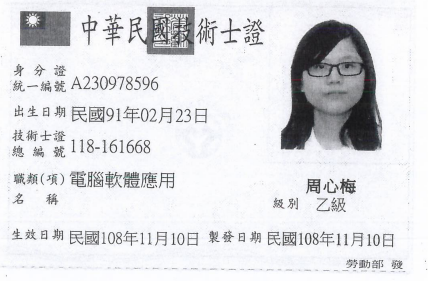 中華民國技術士證
身分證
統一編號 A230978596
出生日期 民國91年02月23日
技術士證
總編號 118-161668
職類(項) 電腦軟體應用
名稱
周心梅
級別 乙級
生效日期 民國108年11月10日 製發日期 民國108年11月10日
勞動部 發